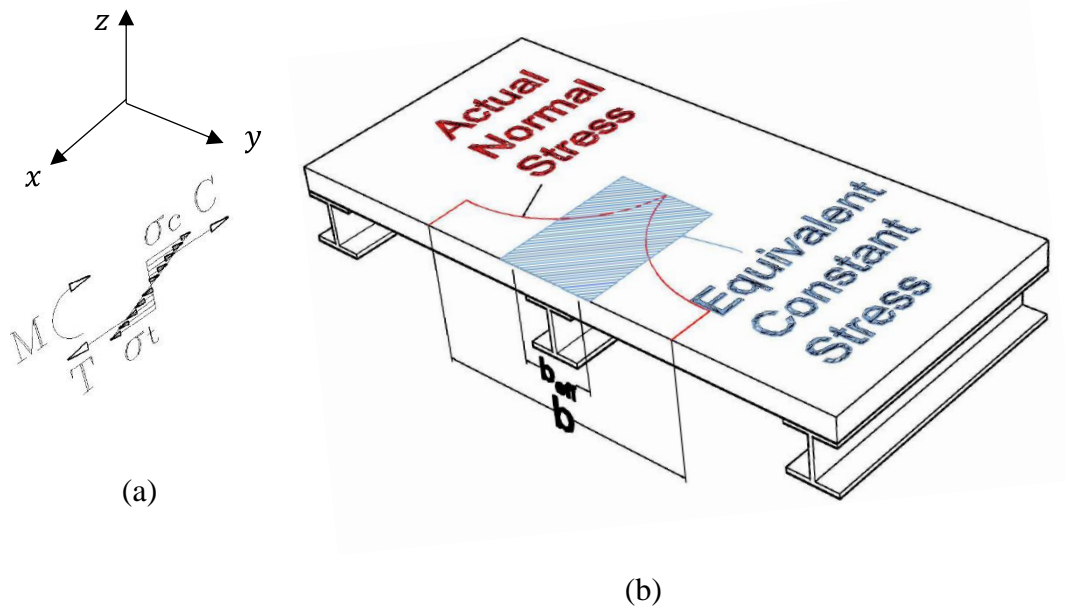 z
x
y
σc C
M
T σt
(a)
Actual
Normal
Stress
Equivalent
Constant
Stress
beff
b
(b)